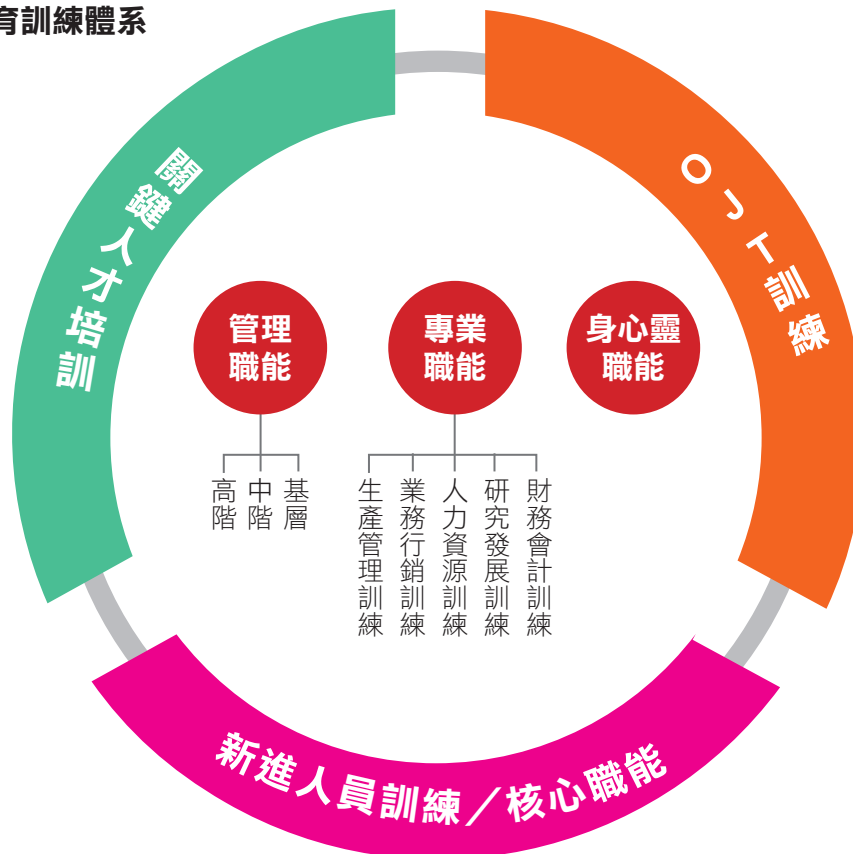 育訓練體系
關鍵人才培訓
OJT訓練
管理
職能
專業
職能
身心靈
職能
高階
中階
基層
生產管理訓練
業務行銷訓練
人力資源訓練
研究發展訓練
財務會計訓練
新進人員訓練／核心職能